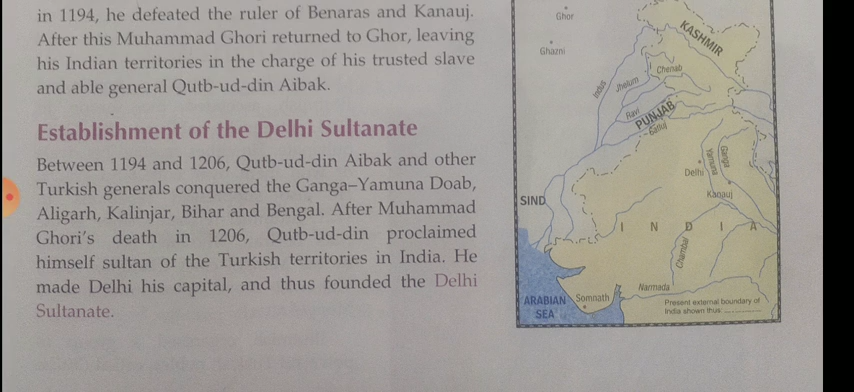 in 1194, he defeated the ruler of Benaras and Kanauj.
After this Muhammad Ghori returned to Ghor, leaving
his Indian territories in the charge of his trusted slave
and able general Qutb-ud-din Aibak.
Establishment of the Delhi Sultanate
Between 1194 and 1206, Qutb-ud-din Aibak and other
Turkish generals conquered the Ganga–Yamuna Doab,
Aligarh, Kalinjar, Bihar and Bengal. After Muhammad
Ghori's death in 1206, Qutb-ud-din proclaimed
himself sultan of the Turkish territories in India. He
made Delhi his capital, and thus founded the Delhi
Sultanate.
Ghor
KASHMIR
Ghazni
Chenab
Indus
Jhelum
Ravi
PUNJAB
Satluj
Delhi
Yamuna
Ganga
Kanauj
SIND
I N D I A
Chambal
Narmada
ARABIAN
SEA
Somnath
Present external boundary of
India shown thus